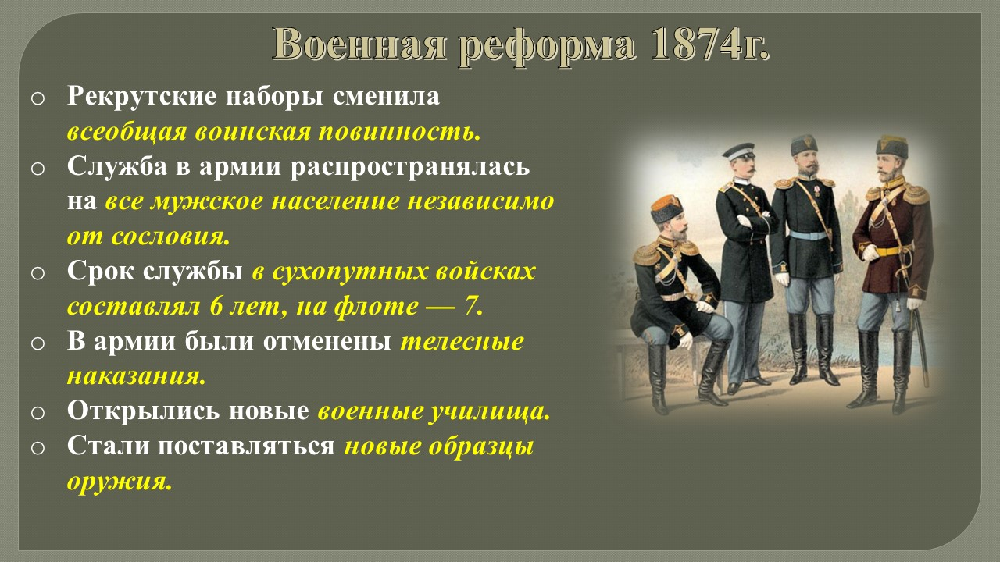 Военная реформа 1874г.
o Рекрутские наборы сменила
всеобщая воинская повинность.
o Служба в армии распространялась
на все мужское население независимо
от сословия.
o Срок службы в сухопутных войсках
составлял 6 лет, на флоте — 7.
o В армии были отменены телесные
наказания.
o Открылись новые военные училища.
o Стали поставляться новые образцы
оружия.